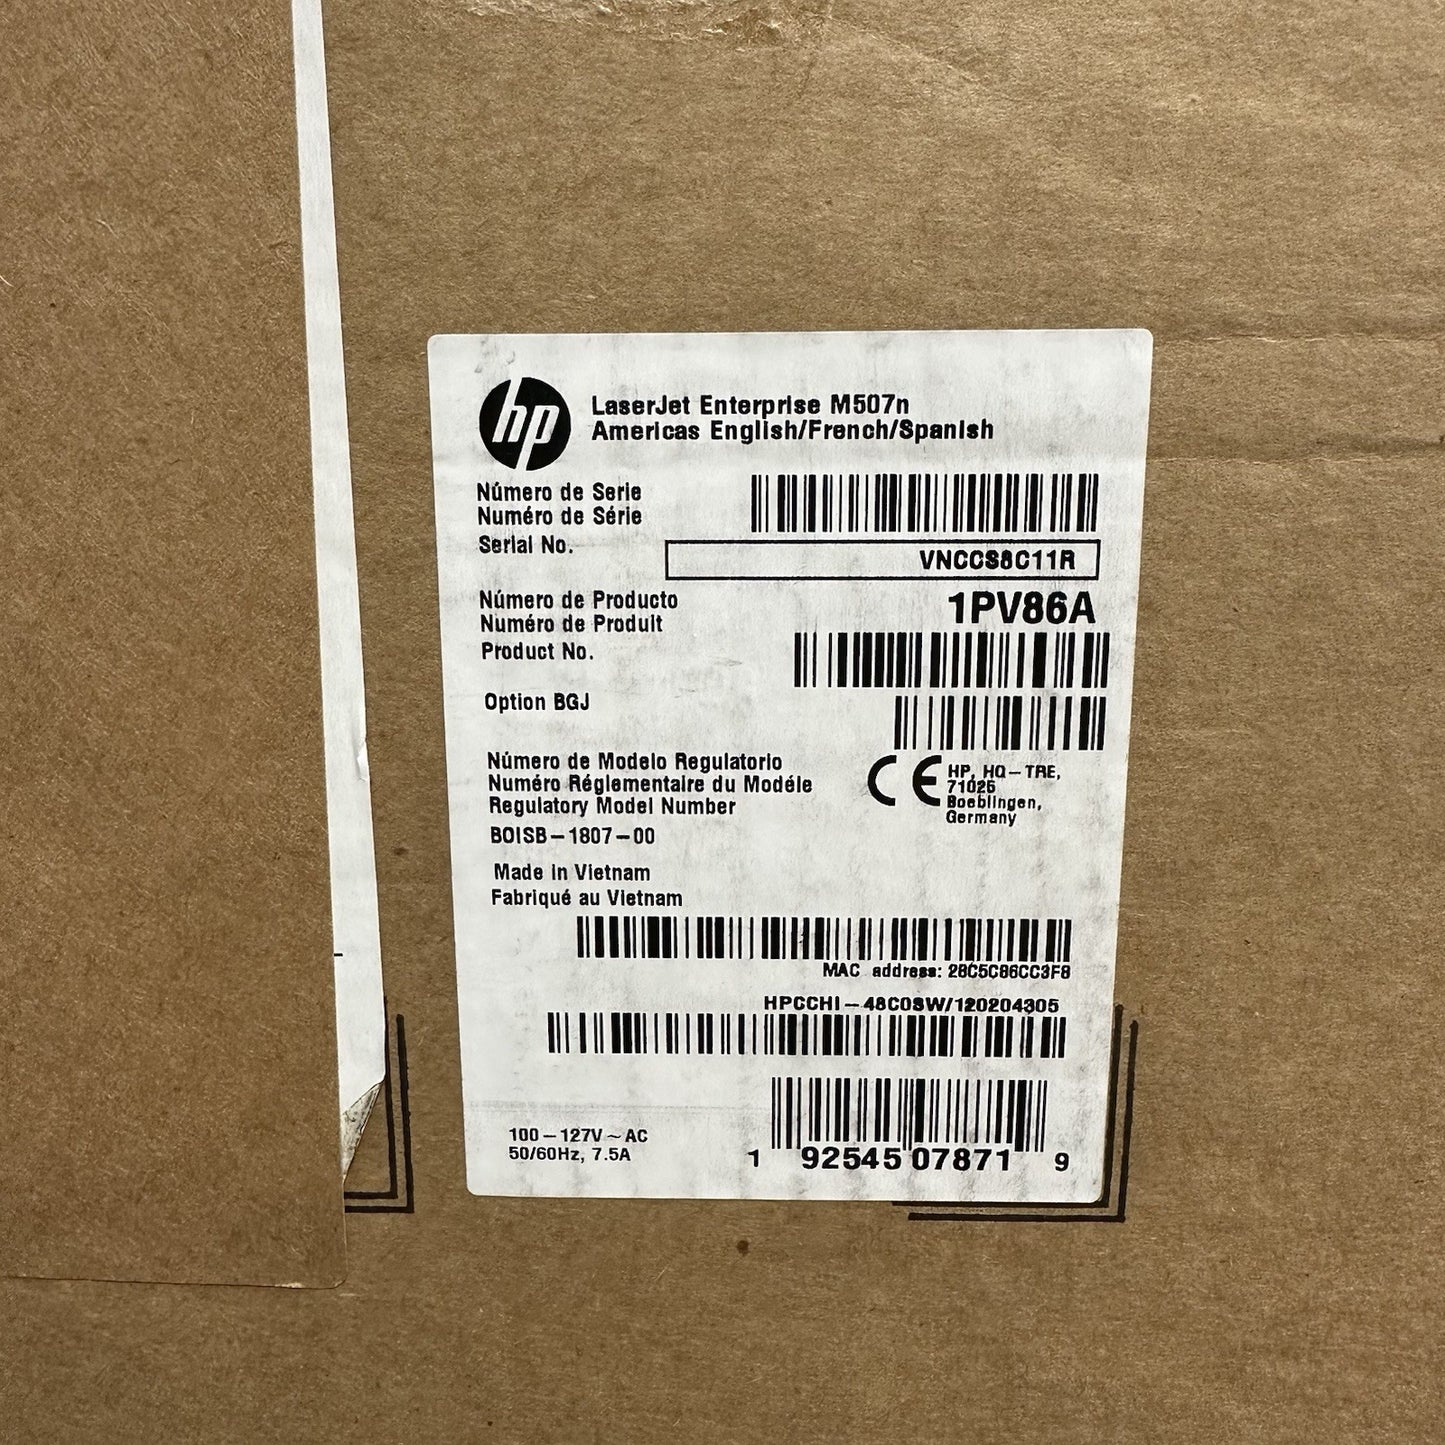 hp
LaserJet Enterprise M507n
Americas English/French/Spanish
Número de Serie
Numéro de Série
Serial No.
VNCCS8C11R
Número de Producto
Numéro de Produit
Product No.
1PV86A
Option BGJ
Número de Modelo Regulatorio
Numéro Réglementaire du Modéle
Regulatory Model Number
BOISB-1807-00
CE
HP, HQ-TRE,
71025
Boeblingen,
Germany
Made in Vietnam
Fabriqué au Vietnam
MAC address: 28C5C86CC3F8
HPCCHI-48C0SW/120204305
100-127V~AC
50/60Hz, 7.5A
1 92545 07871 9